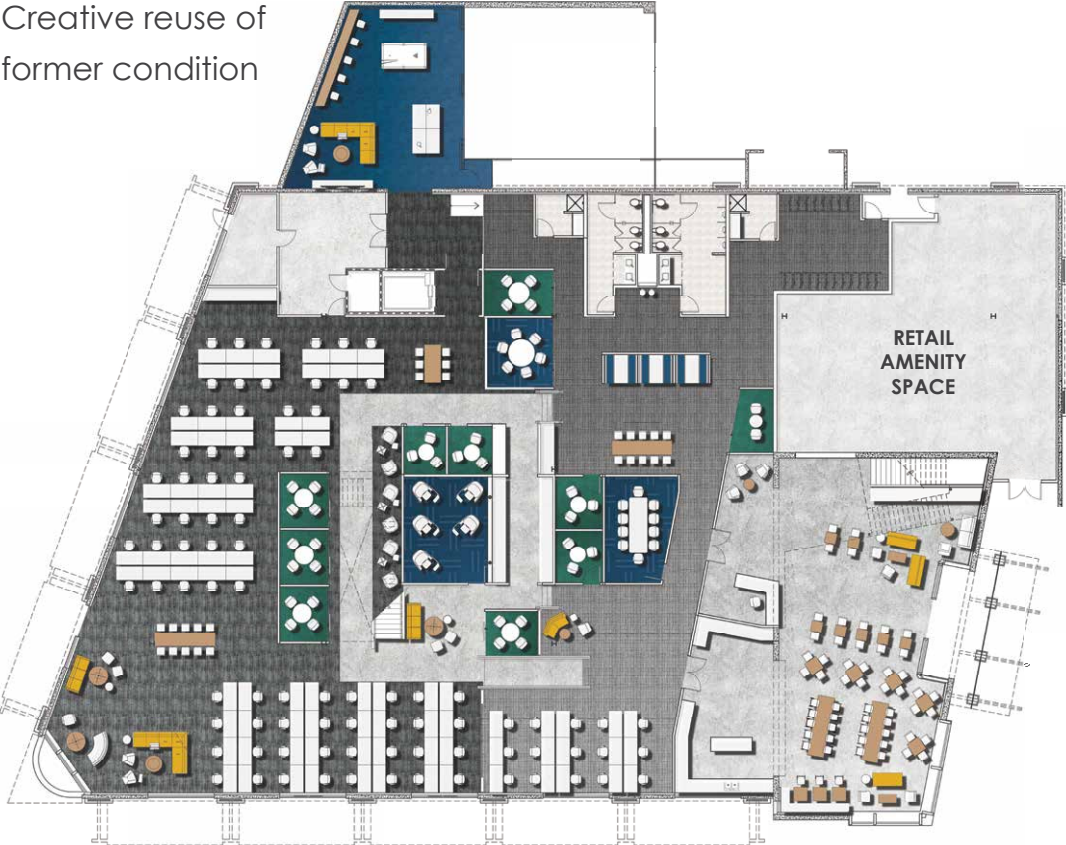 Creative reuse of
former condition
RETAIL
AMENITY
SPACE